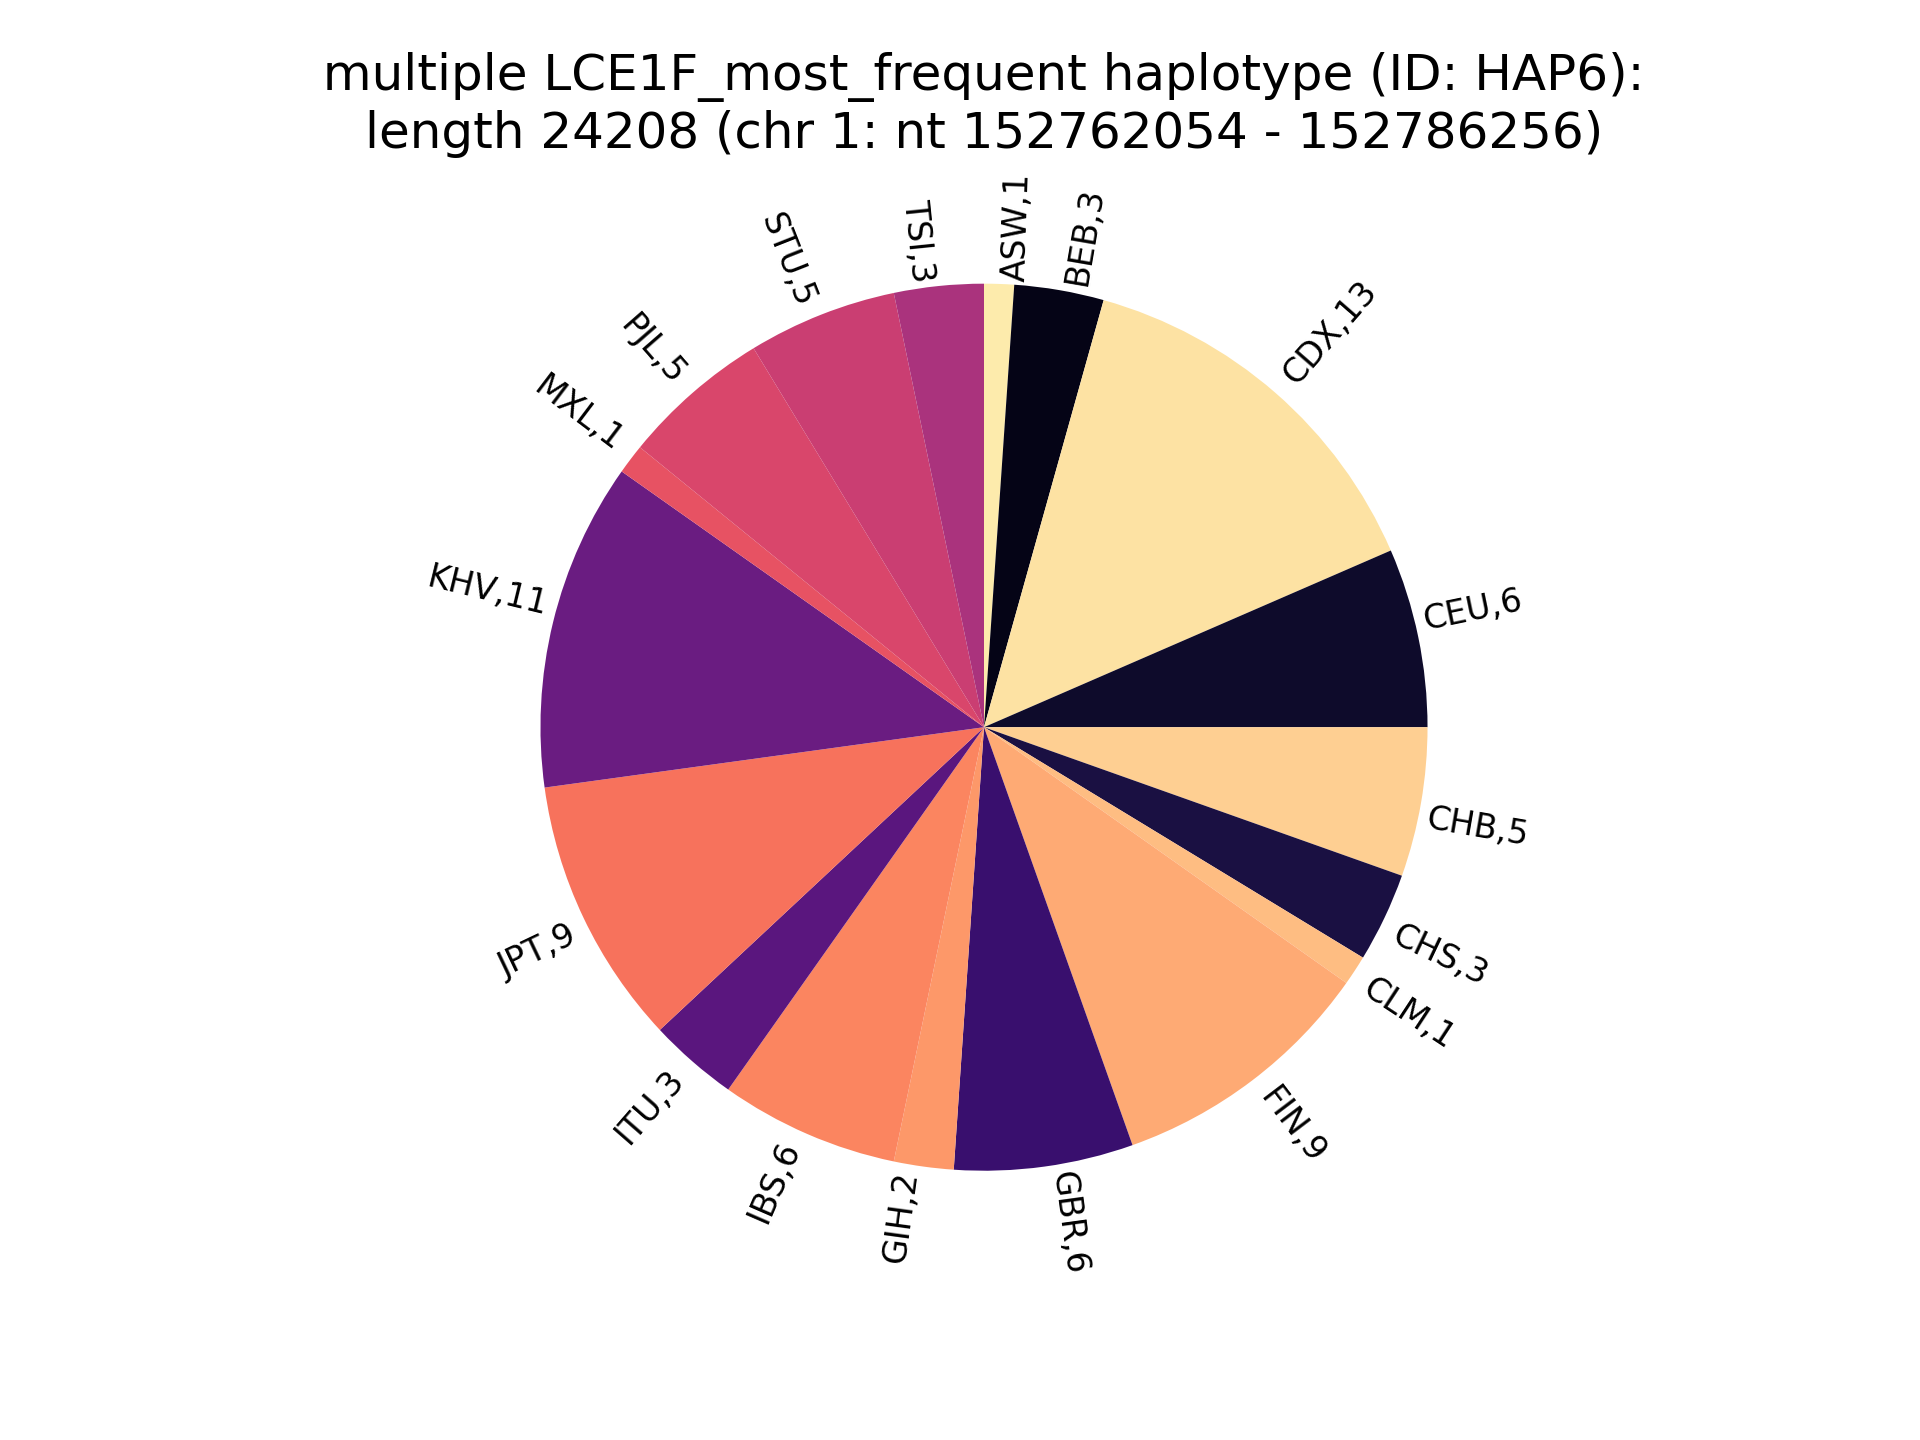 multiple LCE1F_most_frequent haplotype (ID: HAP6):
length 24208 (chr 1: nt 152762054 - 152786256)
ASW,1
BEB,3
CDX,13
CEU,6
CHB,5
CHS,3
CLM,1
FIN,9
GBR,6
GIH,2
IBS,6
ITU,3
JPT,9
KHV,11
MXL,1
PJL,5
STU,5
TSI,3